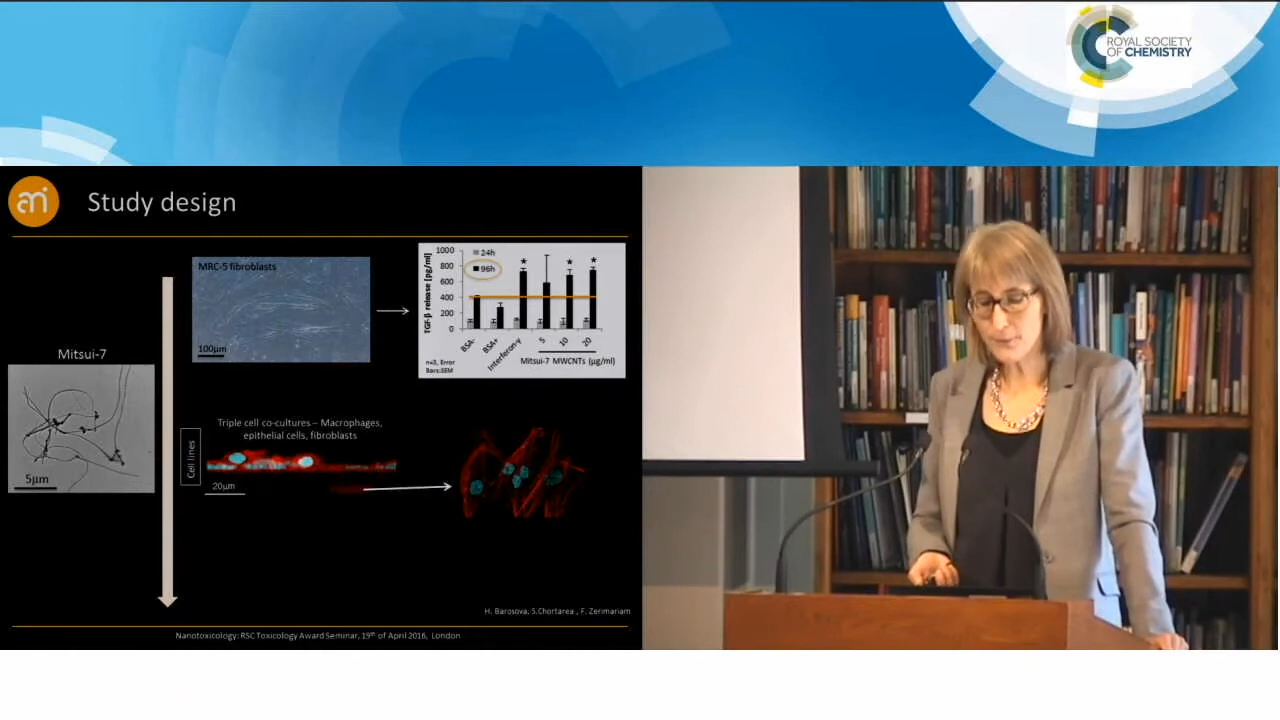 ROYAL SOCIETY
OF CHEMISTRY
Study design
MRC-5 fibroblasts
100µm
TGF-β release (pg/ml)
1000
800
600
400
200
0
24h
96h
BSA-
BSA+
Interferon-γ
5
10
20
* * *
Mitsui-7 MWCNTs (µg/ml)
n=3, Error
Bars:SEM
Mitsui-7
5µm
Triple cell co-cultures – Macrophages,
epithelial cells, fibroblasts
Cell lines
20µm
H. Barosova, S.Chortarea , F. Zerimariam
Nanotoxicology: RSC Toxicology Award Seminar, 19th of April 2016, London